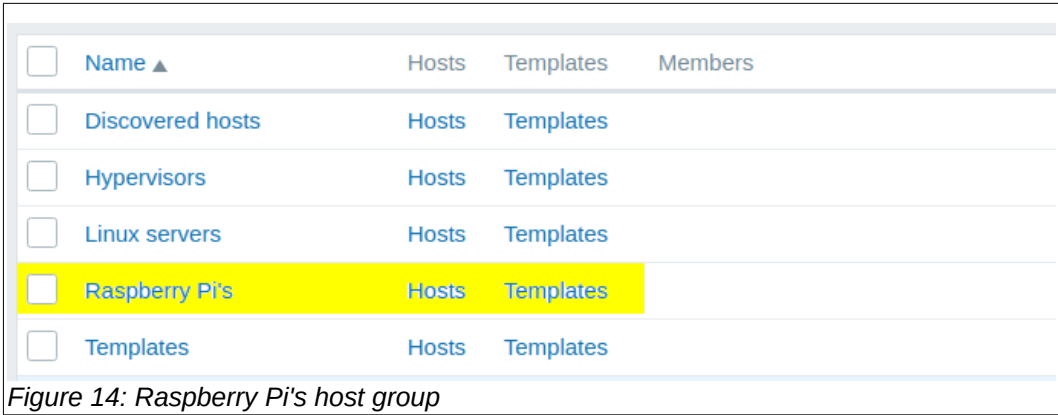 Name ▲ Hosts Templates Members
Discovered hosts Hosts Templates
Hypervisors Hosts Templates
Linux servers Hosts Templates
Raspberry Pi's Hosts Templates
Templates Hosts Templates
Figure 14: Raspberry Pi's host group